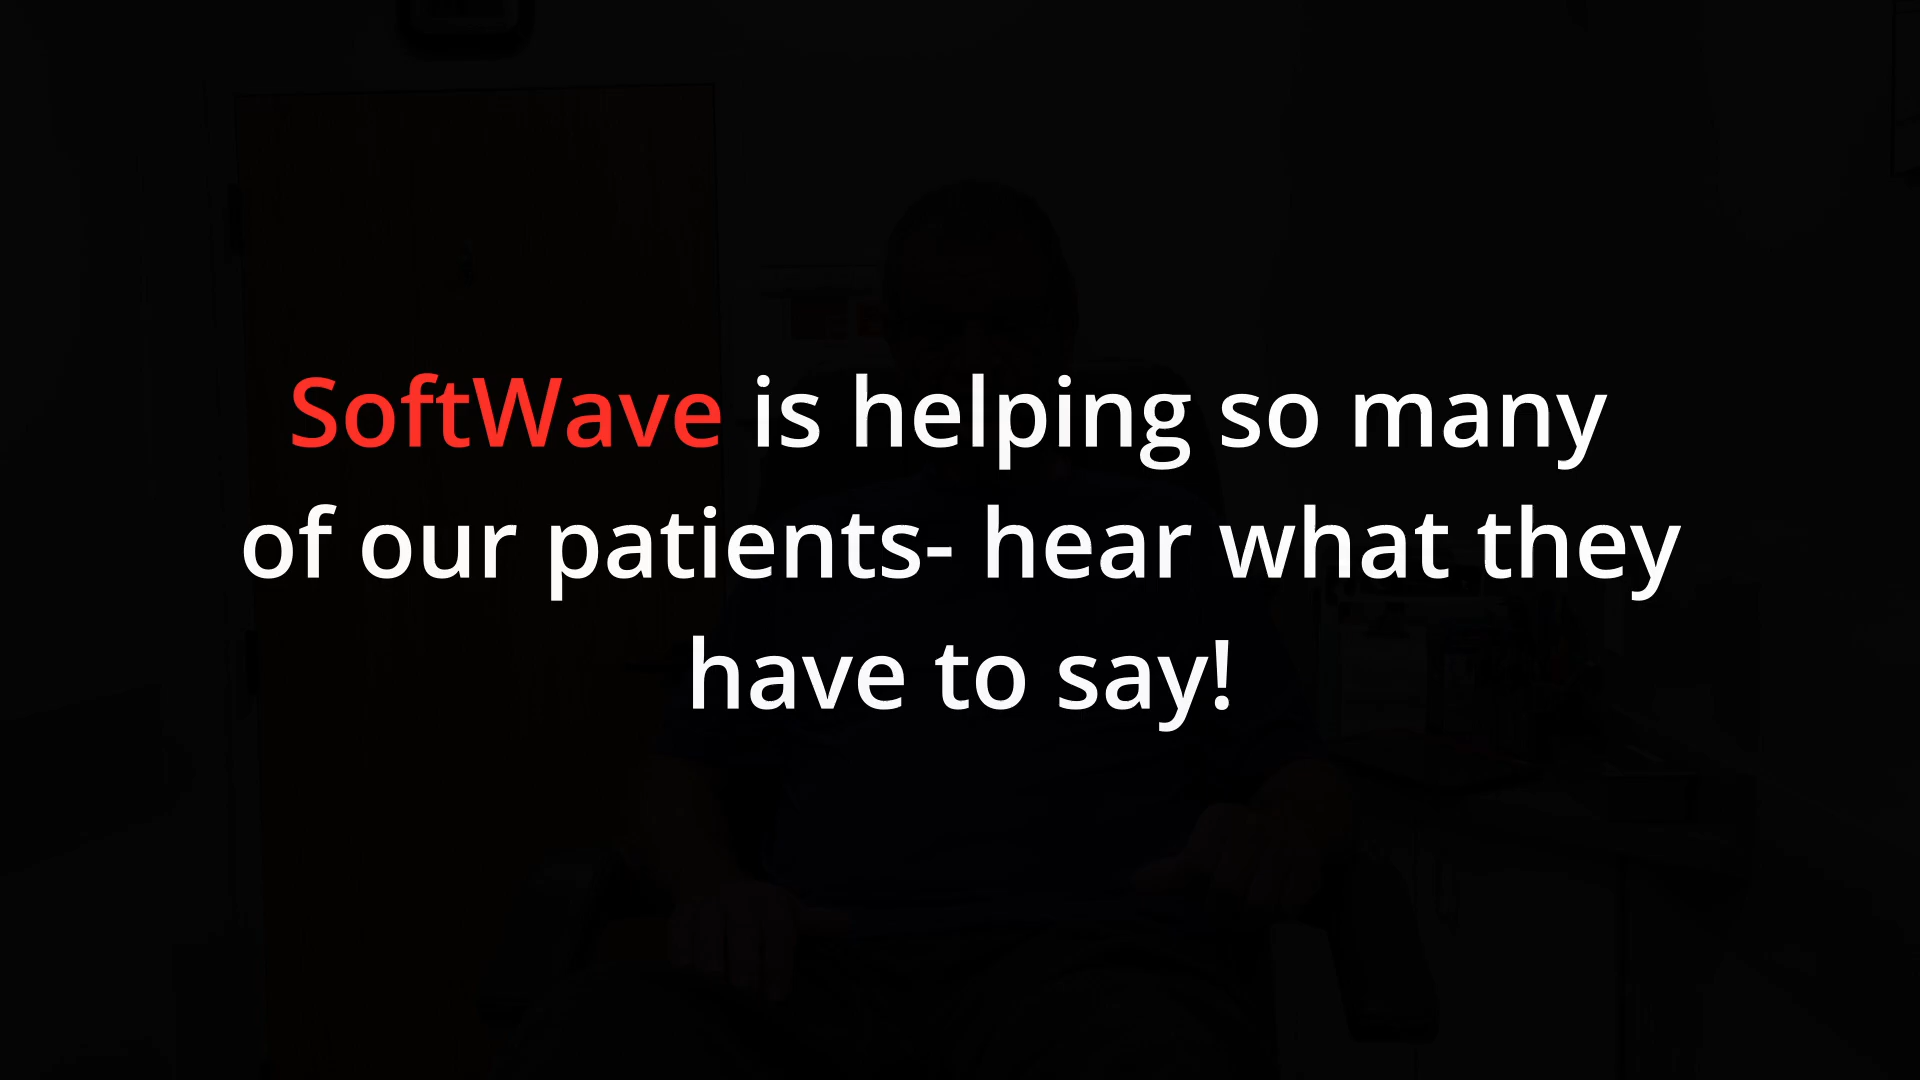 SoftWave is helping so many
of our patients- hear what they
have to say!